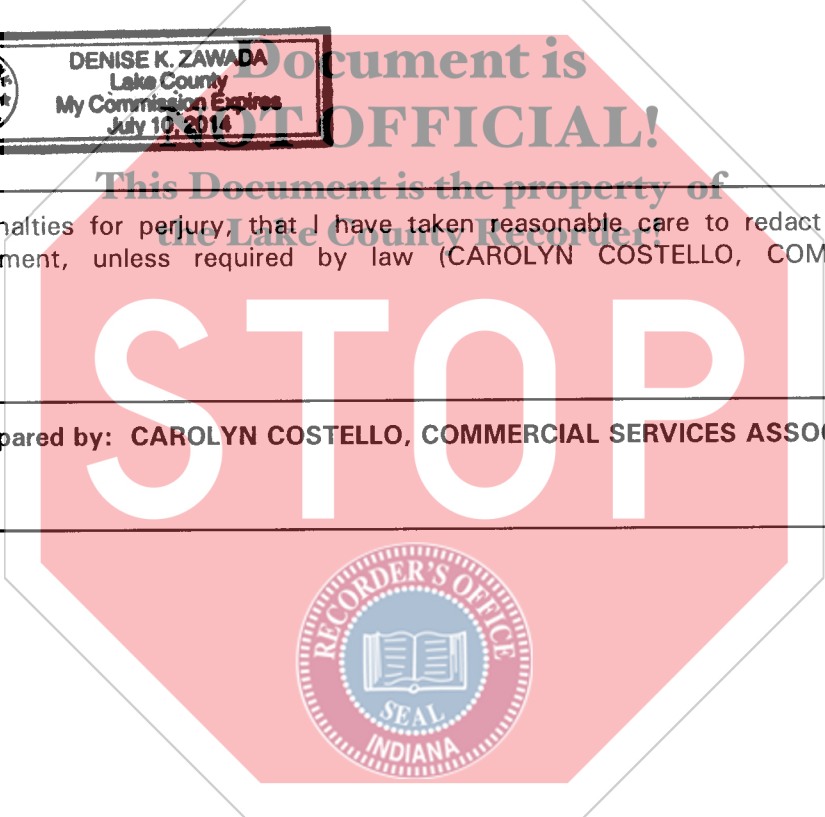 DENISE K. ZAWADA
Lake County
My Commission Expires
July 10, 2014
Document is
NOT OFFICIAL!
This Document is the property of
the Lake County Recorder!
nalties for perjury, that I have taken reasonable care to redact
ment, unless required by law (CAROLYN COSTELLO, COM
STOP
pared by: CAROLYN COSTELLO, COMMERCIAL SERVICES ASSOC
RECORDER'S OFFICE
SEAL
INDIANA